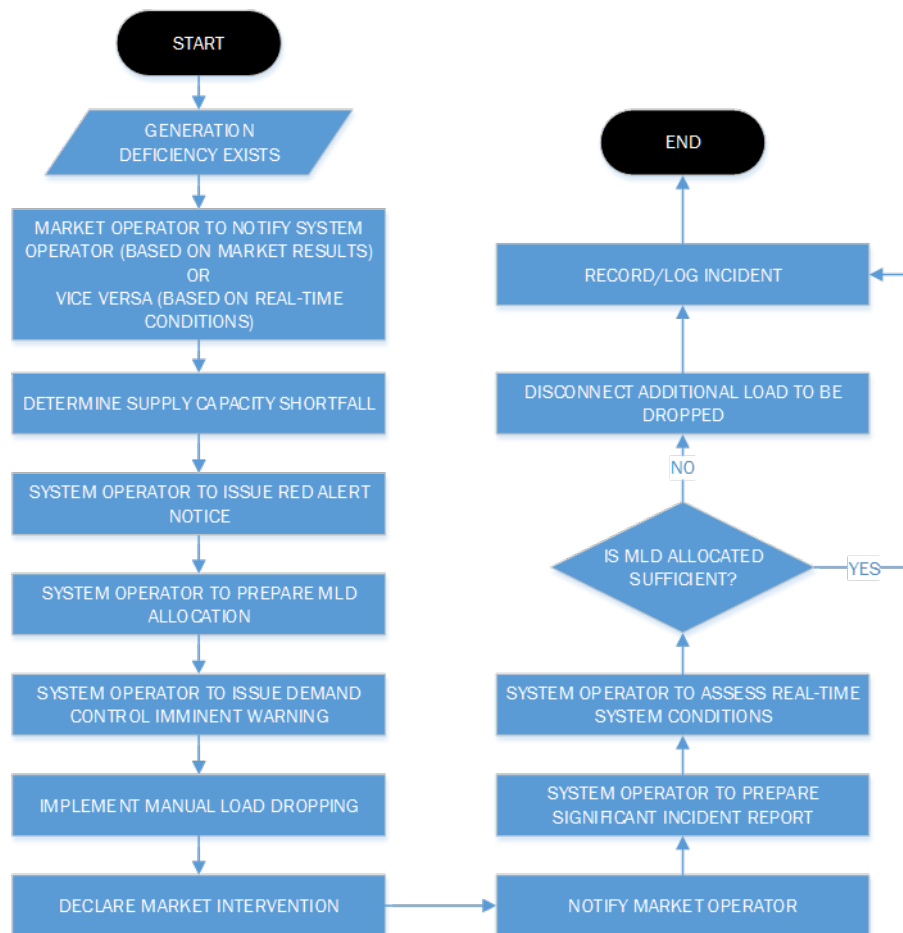 START
GENERATION
DEFICIENCY EXISTS
MARKET OPERATOR TO NOTIFY SYSTEM
OPERATOR (BASED ON MARKET RESULTS)
OR
VICE VERSA (BASED ON REAL-TIME
CONDITIONS)
DETERMINE SUPPLY CAPACITY SHORTFALL
SYSTEM OPERATOR TO ISSUE RED ALERT
NOTICE
SYSTEM OPERATOR TO PREPARE MLD
ALLOCATION
SYSTEM OPERATOR TO ISSUE DEMAND
CONTROL IMMINENT WARNING
IMPLEMENT MANUAL LOAD DROPPING
DECLARE MARKET INTERVENTION
NOTIFY MARKET OPERATOR
SYSTEM OPERATOR TO PREPARE
SIGNIFICANT INCIDENT REPORT
SYSTEM OPERATOR TO ASSESS REAL-TIME
SYSTEM CONDITIONS
IS MLD ALLOCATED
SUFFICIENT?
YES
NO
DISCONNECT ADDITIONAL LOAD TO BE
DROPPED
RECORD/LOG INCIDENT
END